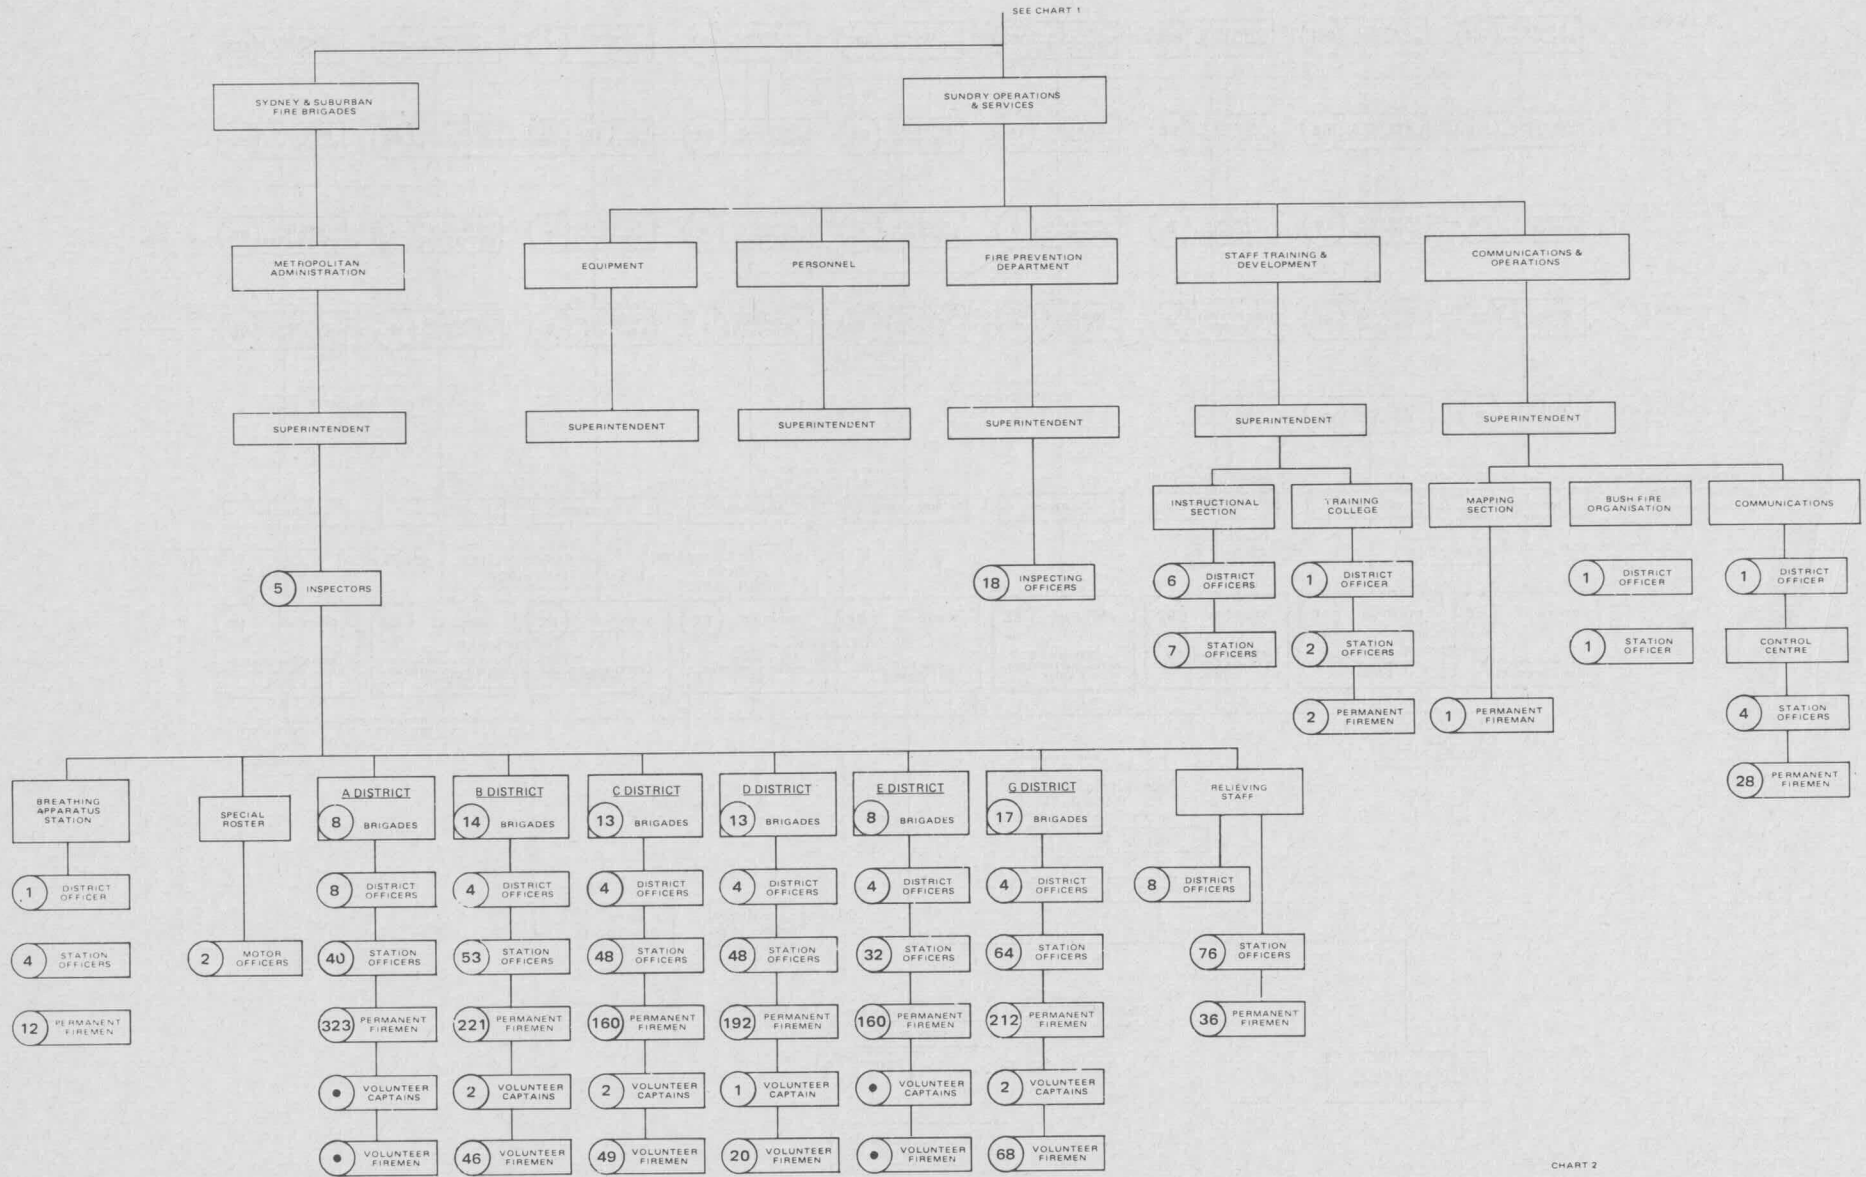 SEE CHART 1
SYDNEY & SUBURBAN
FIRE BRIGADES
SUNDRY OPERATIONS
& SERVICES
METROPOLITAN
ADMINISTRATION
EQUIPMENT
PERSONNEL
FIRE PREVENTION
DEPARTMENT
STAFF TRAINING &
DEVELOPMENT
COMMUNICATIONS &
OPERATIONS
SUPERINTENDENT
SUPERINTENDENT
SUPERINTENDENT
SUPERINTENDENT
SUPERINTENDENT
SUPERINTENDENT
INSTRUCTIONAL
SECTION
TRAINING
COLLEGE
MAPPING
SECTION
BUSH FIRE
ORGANISATION
COMMUNICATIONS
5 INSPECTORS
18 INSPECTING
OFFICERS
6 DISTRICT
OFFICERS
1 DISTRICT
OFFICER
1 DISTRICT
OFFICER
1 DISTRICT
OFFICER
7 STATION
OFFICERS
2 STATION
OFFICERS
1 STATION
OFFICER
CONTROL
CENTRE
2 PERMANENT
FIREMEN
1 PERMANENT
FIREMAN
4 STATION
OFFICERS
28 PERMANENT
FIREMEN
BREATHING
APPARATUS
STATION
SPECIAL
ROSTER
A DISTRICT
8 BRIGADES
B DISTRICT
14 BRIGADES
C DISTRICT
13 BRIGADES
D DISTRICT
13 BRIGADES
E DISTRICT
8 BRIGADES
G DISTRICT
17 BRIGADES
RELIEVING
STAFF
1 DISTRICT
OFFICER
8 DISTRICT
OFFICERS
4 DISTRICT
OFFICERS
4 DISTRICT
OFFICERS
4 DISTRICT
OFFICERS
4 DISTRICT
OFFICERS
4 DISTRICT
OFFICERS
8 DISTRICT
OFFICERS
4 STATION
OFFICERS
2 MOTOR
OFFICERS
40 STATION
OFFICERS
53 STATION
OFFICERS
48 STATION
OFFICERS
48 STATION
OFFICERS
32 STATION
OFFICERS
64 STATION
OFFICERS
76 STATION
OFFICERS
12 PERMANENT
FIREMEN
323 PERMANENT
FIREMEN
221 PERMANENT
FIREMEN
160 PERMANENT
FIREMEN
192 PERMANENT
FIREMEN
160 PERMANENT
FIREMEN
212 PERMANENT
FIREMEN
36 PERMANENT
FIREMEN
• VOLUNTEER
CAPTAINS
2 VOLUNTEER
CAPTAINS
2 VOLUNTEER
CAPTAINS
1 VOLUNTEER
CAPTAIN
• VOLUNTEER
CAPTAINS
2 VOLUNTEER
CAPTAINS
• VOLUNTEER
FIREMEN
46 VOLUNTEER
FIREMEN
49 VOLUNTEER
FIREMEN
20 VOLUNTEER
FIREMEN
• VOLUNTEER
FIREMEN
68 VOLUNTEER
FIREMEN
CHART 2